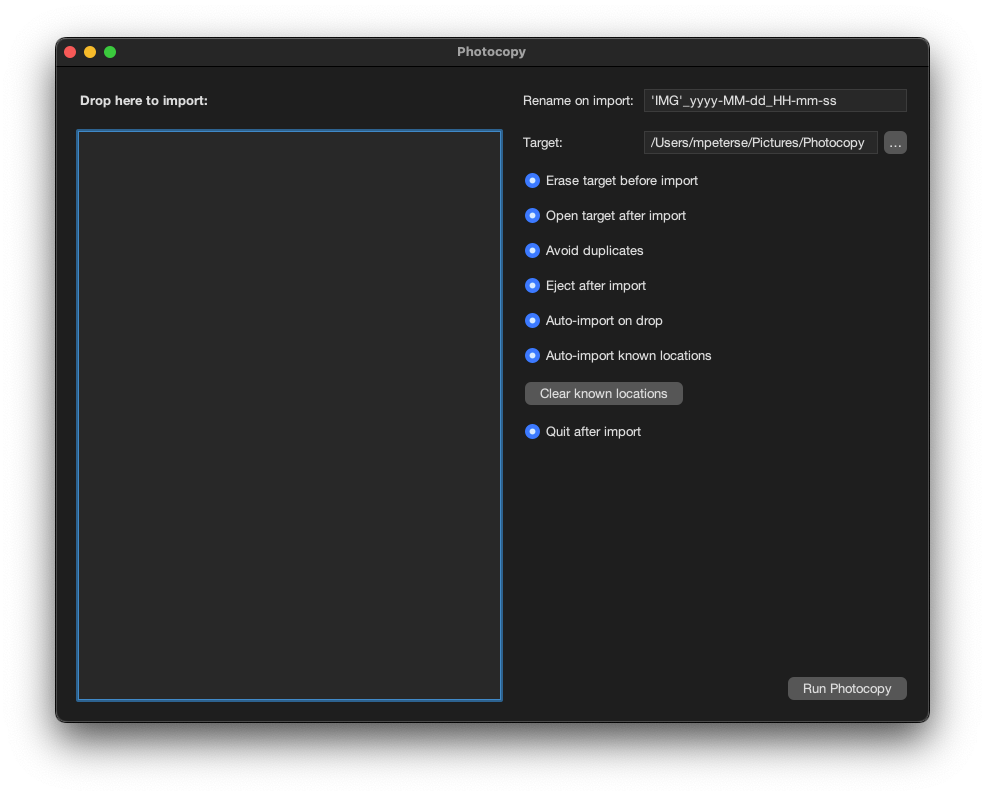 Photocopy
Drop here to import:
Rename on import: 'IMG'_yyyy-MM-dd_HH-mm-ss
Target: /Users/mpeterse/Pictures/Photocopy ...
Erase target before import
Open target after import
Avoid duplicates
Eject after import
Auto-import on drop
Auto-import known locations
Clear known locations
Quit after import
Run Photocopy